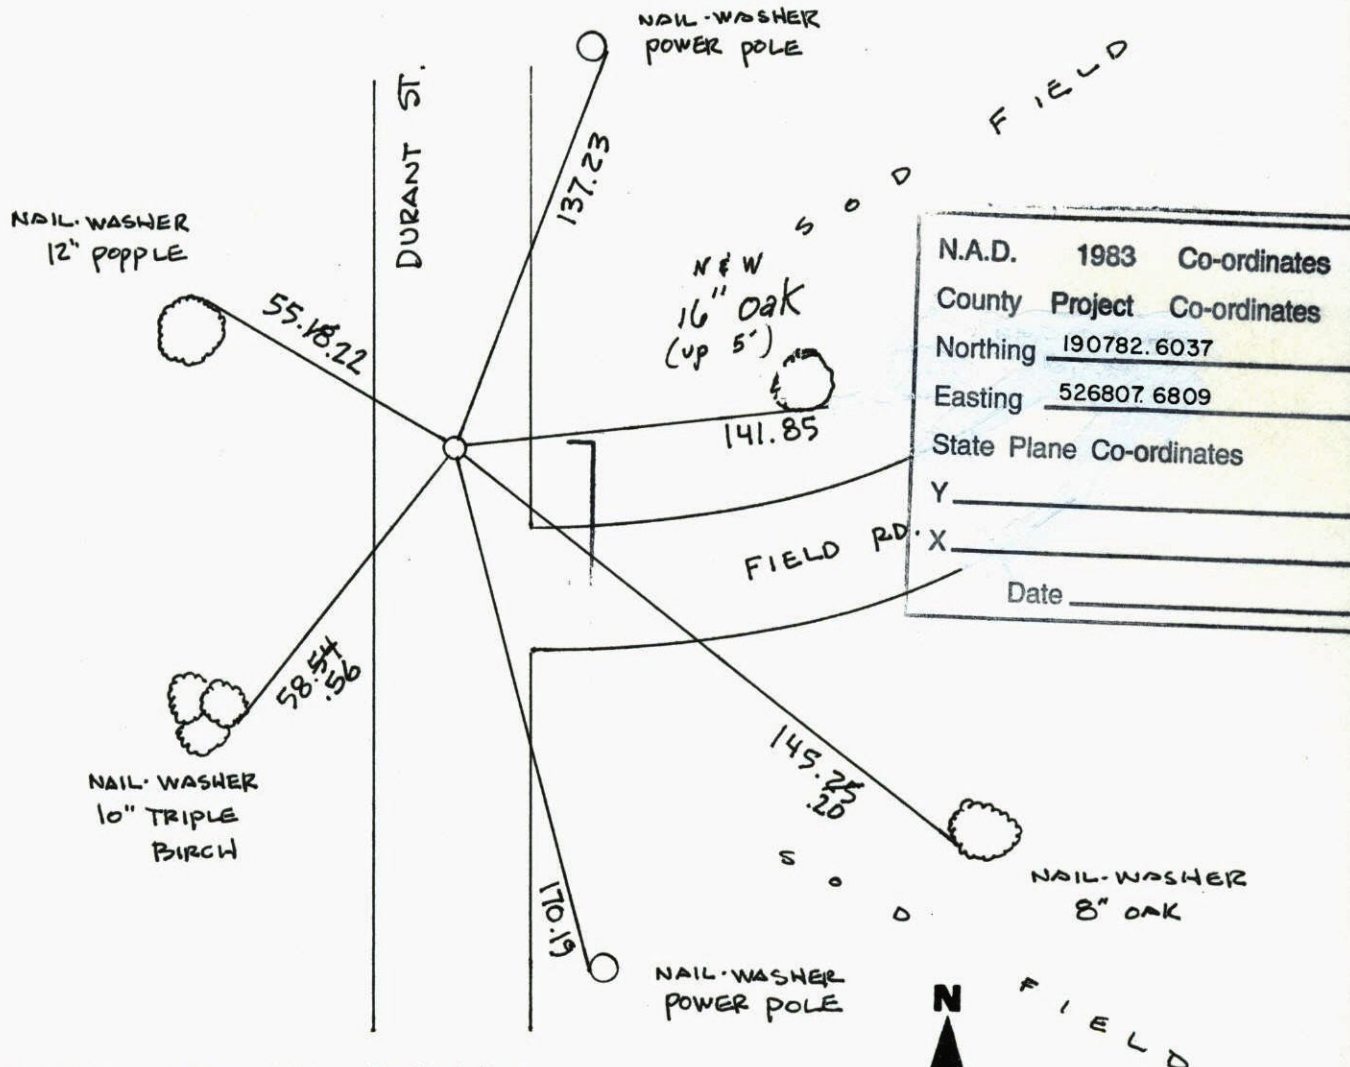 NAIL-WASHER
POWER POLE
DURANT ST.
137.23
SOD FIELD
NAIL-WASHER
12" POPPLE
55.18.22
N & W
16" Oak
(up 5')
141.85
N.A.D. 1983 Co-ordinates
County Project Co-ordinates
Northing 190782.6037
Easting 526807.6809
State Plane Co-ordinates
Y
X
Date
FIELD RD.
58.54
.56
NAIL-WASHER
10" TRIPLE
BIRCH
145.25
.20
NAIL-WASHER
8" OAK
170.19
NAIL-WASHER
POWER POLE
SOD FIELD
N